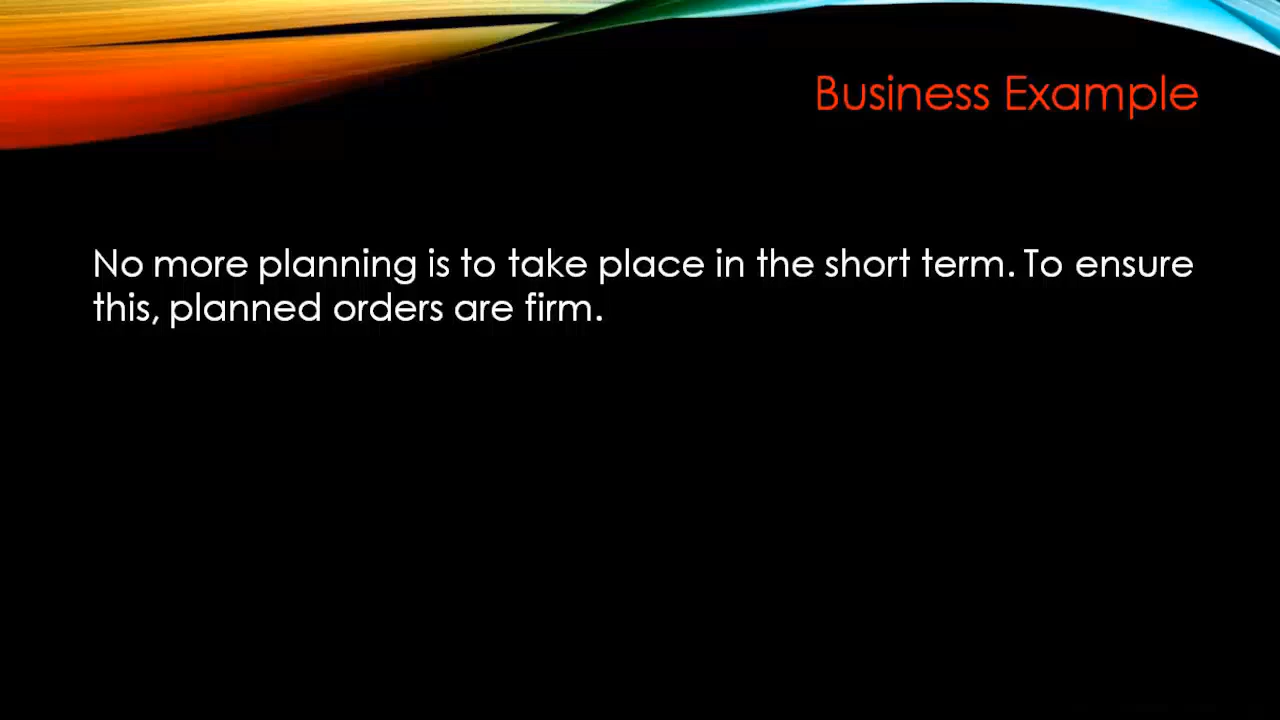 Business Example
No more planning is to take place in the short term. To ensure
this, planned orders are firm.